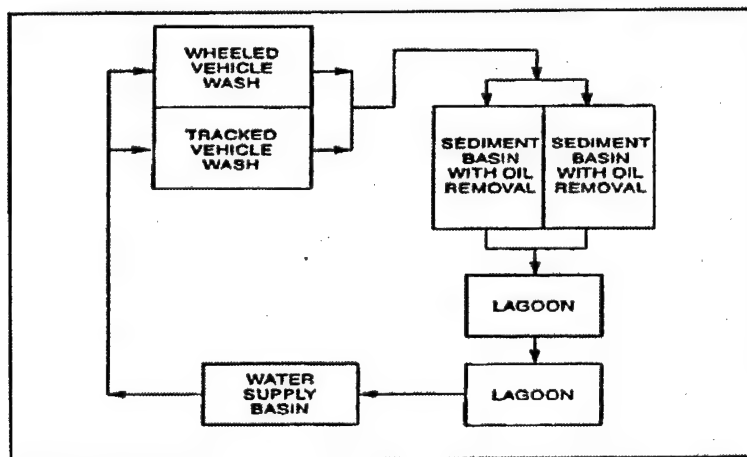 WHEELED
VEHICLE
WASH
TRACKED
VEHICLE
WASH
SEDIMENT
BASIN
WITH OIL
REMOVAL
SEDIMENT
BASIN
WITH OIL
REMOVAL
LAGOON
LAGOON
WATER
SUPPLY
BASIN